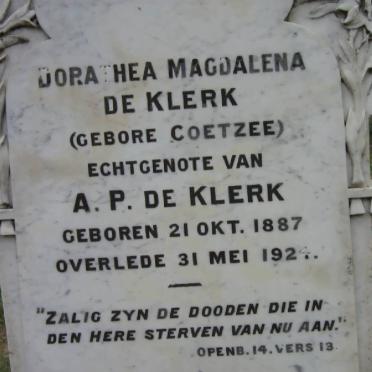 DORATHEA MAGDALENA
DE KLERK
(GEBORE COETZEE)
ECHTGENOTE VAN
A. P. DE KLERK
GEBOREN 21 OKT. 1887
OVERLEDE 31 MEI
"ZALIG ZYN DE DOODEN DIE IN
DEN HERE STERVEN VAN NU AAN."
OPENB. 14. VERS 13